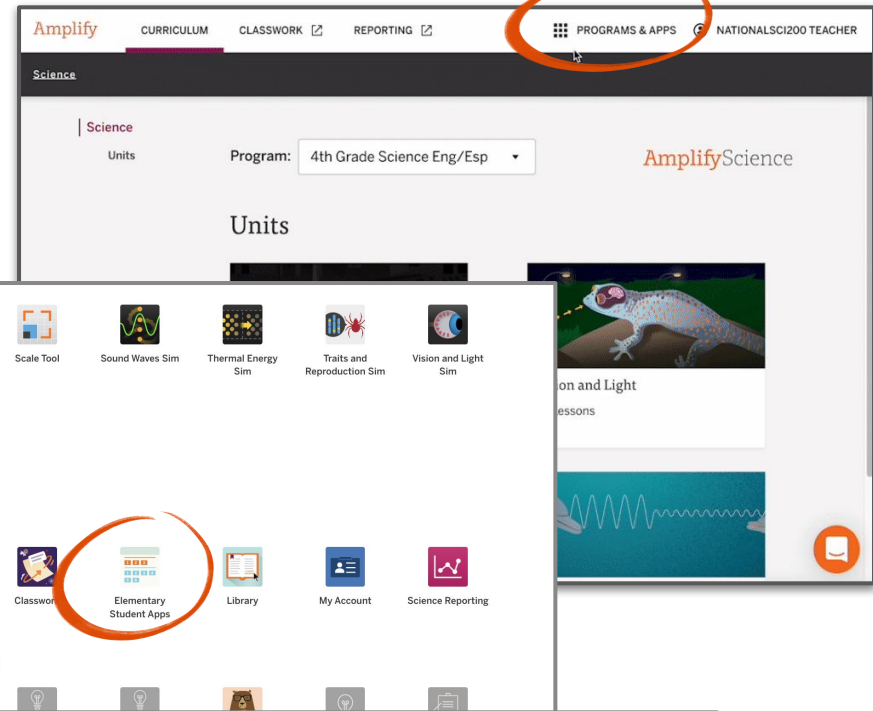 Amplify
CURRICULUM
CLASSWORK
REPORTING
PROGRAMS & APPS
NATIONALSCI200 TEACHER
Science
Science
Units
Program:
4th Grade Science Eng/Esp
AmplifyScience
Units
on and Light
essons
Scale Tool
Sound Waves Sim
Thermal Energy
Sim
Traits and
Reproduction Sim
Vision and Light
Sim
Classwor
Elementary
Student Apps
Library
My Account
Science Reporting